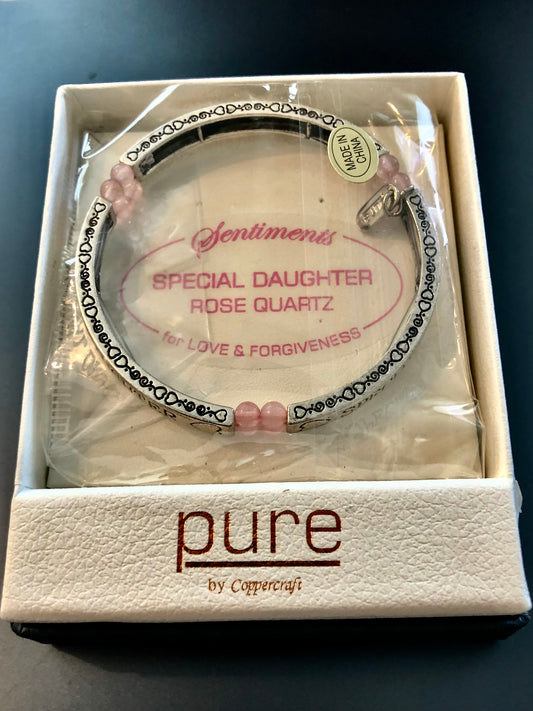 MADE IN
CHINA
Sentiments
SPECIAL DAUGHTER
ROSE QUARTZ
for LOVE & FORGIVENESS
pure
by Coppercraft